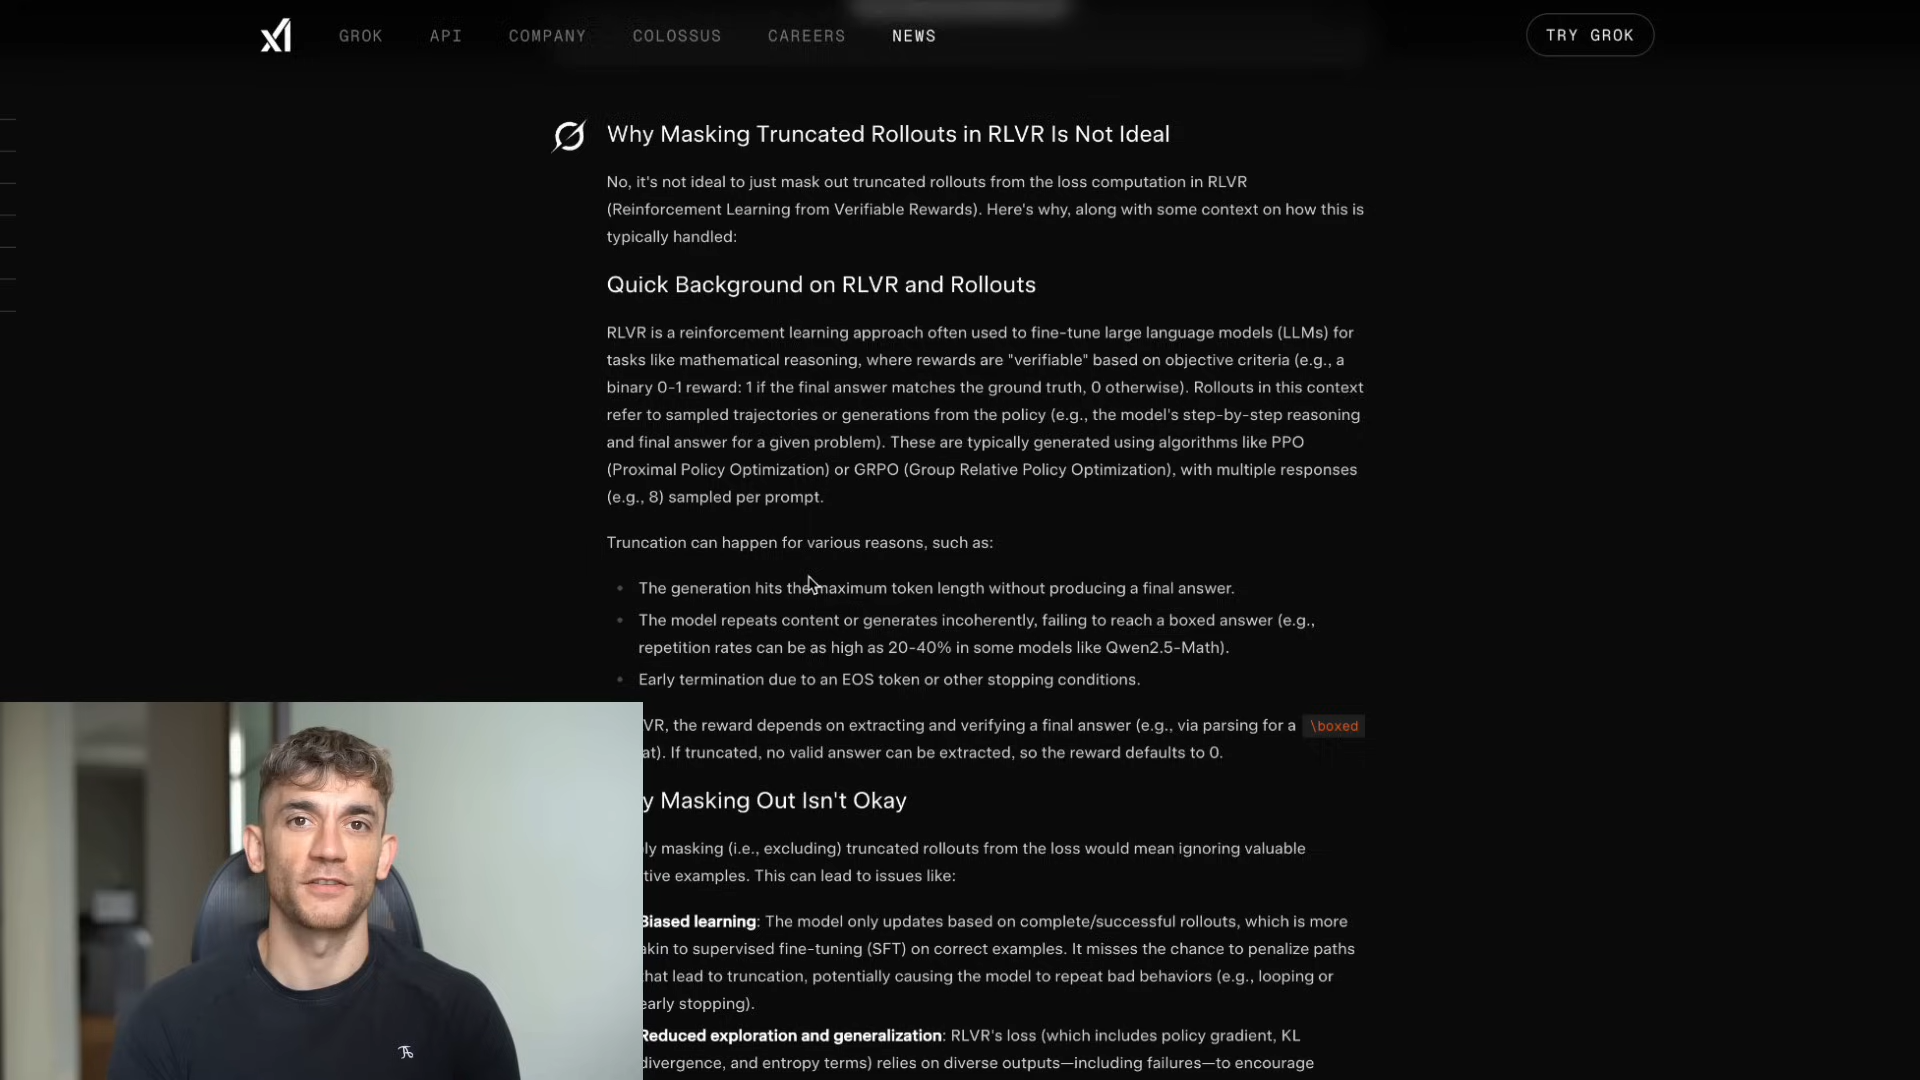 GROK API COMPANY COLOSSUS CAREERS NEWS TRY GROK
Why Masking Truncated Rollouts in RLVR Is Not Ideal
No, it's not ideal to just mask out truncated rollouts from the loss computation in RLVR
(Reinforcement Learning from Verifiable Rewards). Here's why, along with some context on how this is
typically handled:
Quick Background on RLVR and Rollouts
RLVR is a reinforcement learning approach often used to fine-tune large language models (LLMs) for
tasks like mathematical reasoning, where rewards are "verifiable" based on objective criteria (e.g., a
binary 0-1 reward: 1 if the final answer matches the ground truth, 0 otherwise). Rollouts in this context
refer to sampled trajectories or generations from the policy (e.g., the model's step-by-step reasoning
and final answer for a given problem). These are typically generated using algorithms like PPO
(Proximal Policy Optimization) or GRPO (Group Relative Policy Optimization), with multiple responses
(e.g., 8) sampled per prompt.
Truncation can happen for various reasons, such as:
• The generation hits the maximum token length without producing a final answer.
• The model repeats content or generates incoherently, failing to reach a boxed answer (e.g.,
repetition rates can be as high as 20-40% in some models like Qwen2.5-Math).
• Early termination due to an EOS token or other stopping conditions.
VR, the reward depends on extracting and verifying a final answer (e.g., via parsing for a \boxed
at). If truncated, no valid answer can be extracted, so the reward defaults to 0.
y Masking Out Isn't Okay
ly masking (i.e., excluding) truncated rollouts from the loss would mean ignoring valuable
tive examples. This can lead to issues like:
Biased learning: The model only updates based on complete/successful rollouts, which is more
akin to supervised fine-tuning (SFT) on correct examples. It misses the chance to penalize paths
hat lead to truncation, potentially causing the model to repeat bad behaviors (e.g., looping or
early stopping).
Reduced exploration and generalization: RLVR's loss (which includes policy gradient, KL
divergence, and entropy terms) relies on diverse outputs—including failures—to encourage